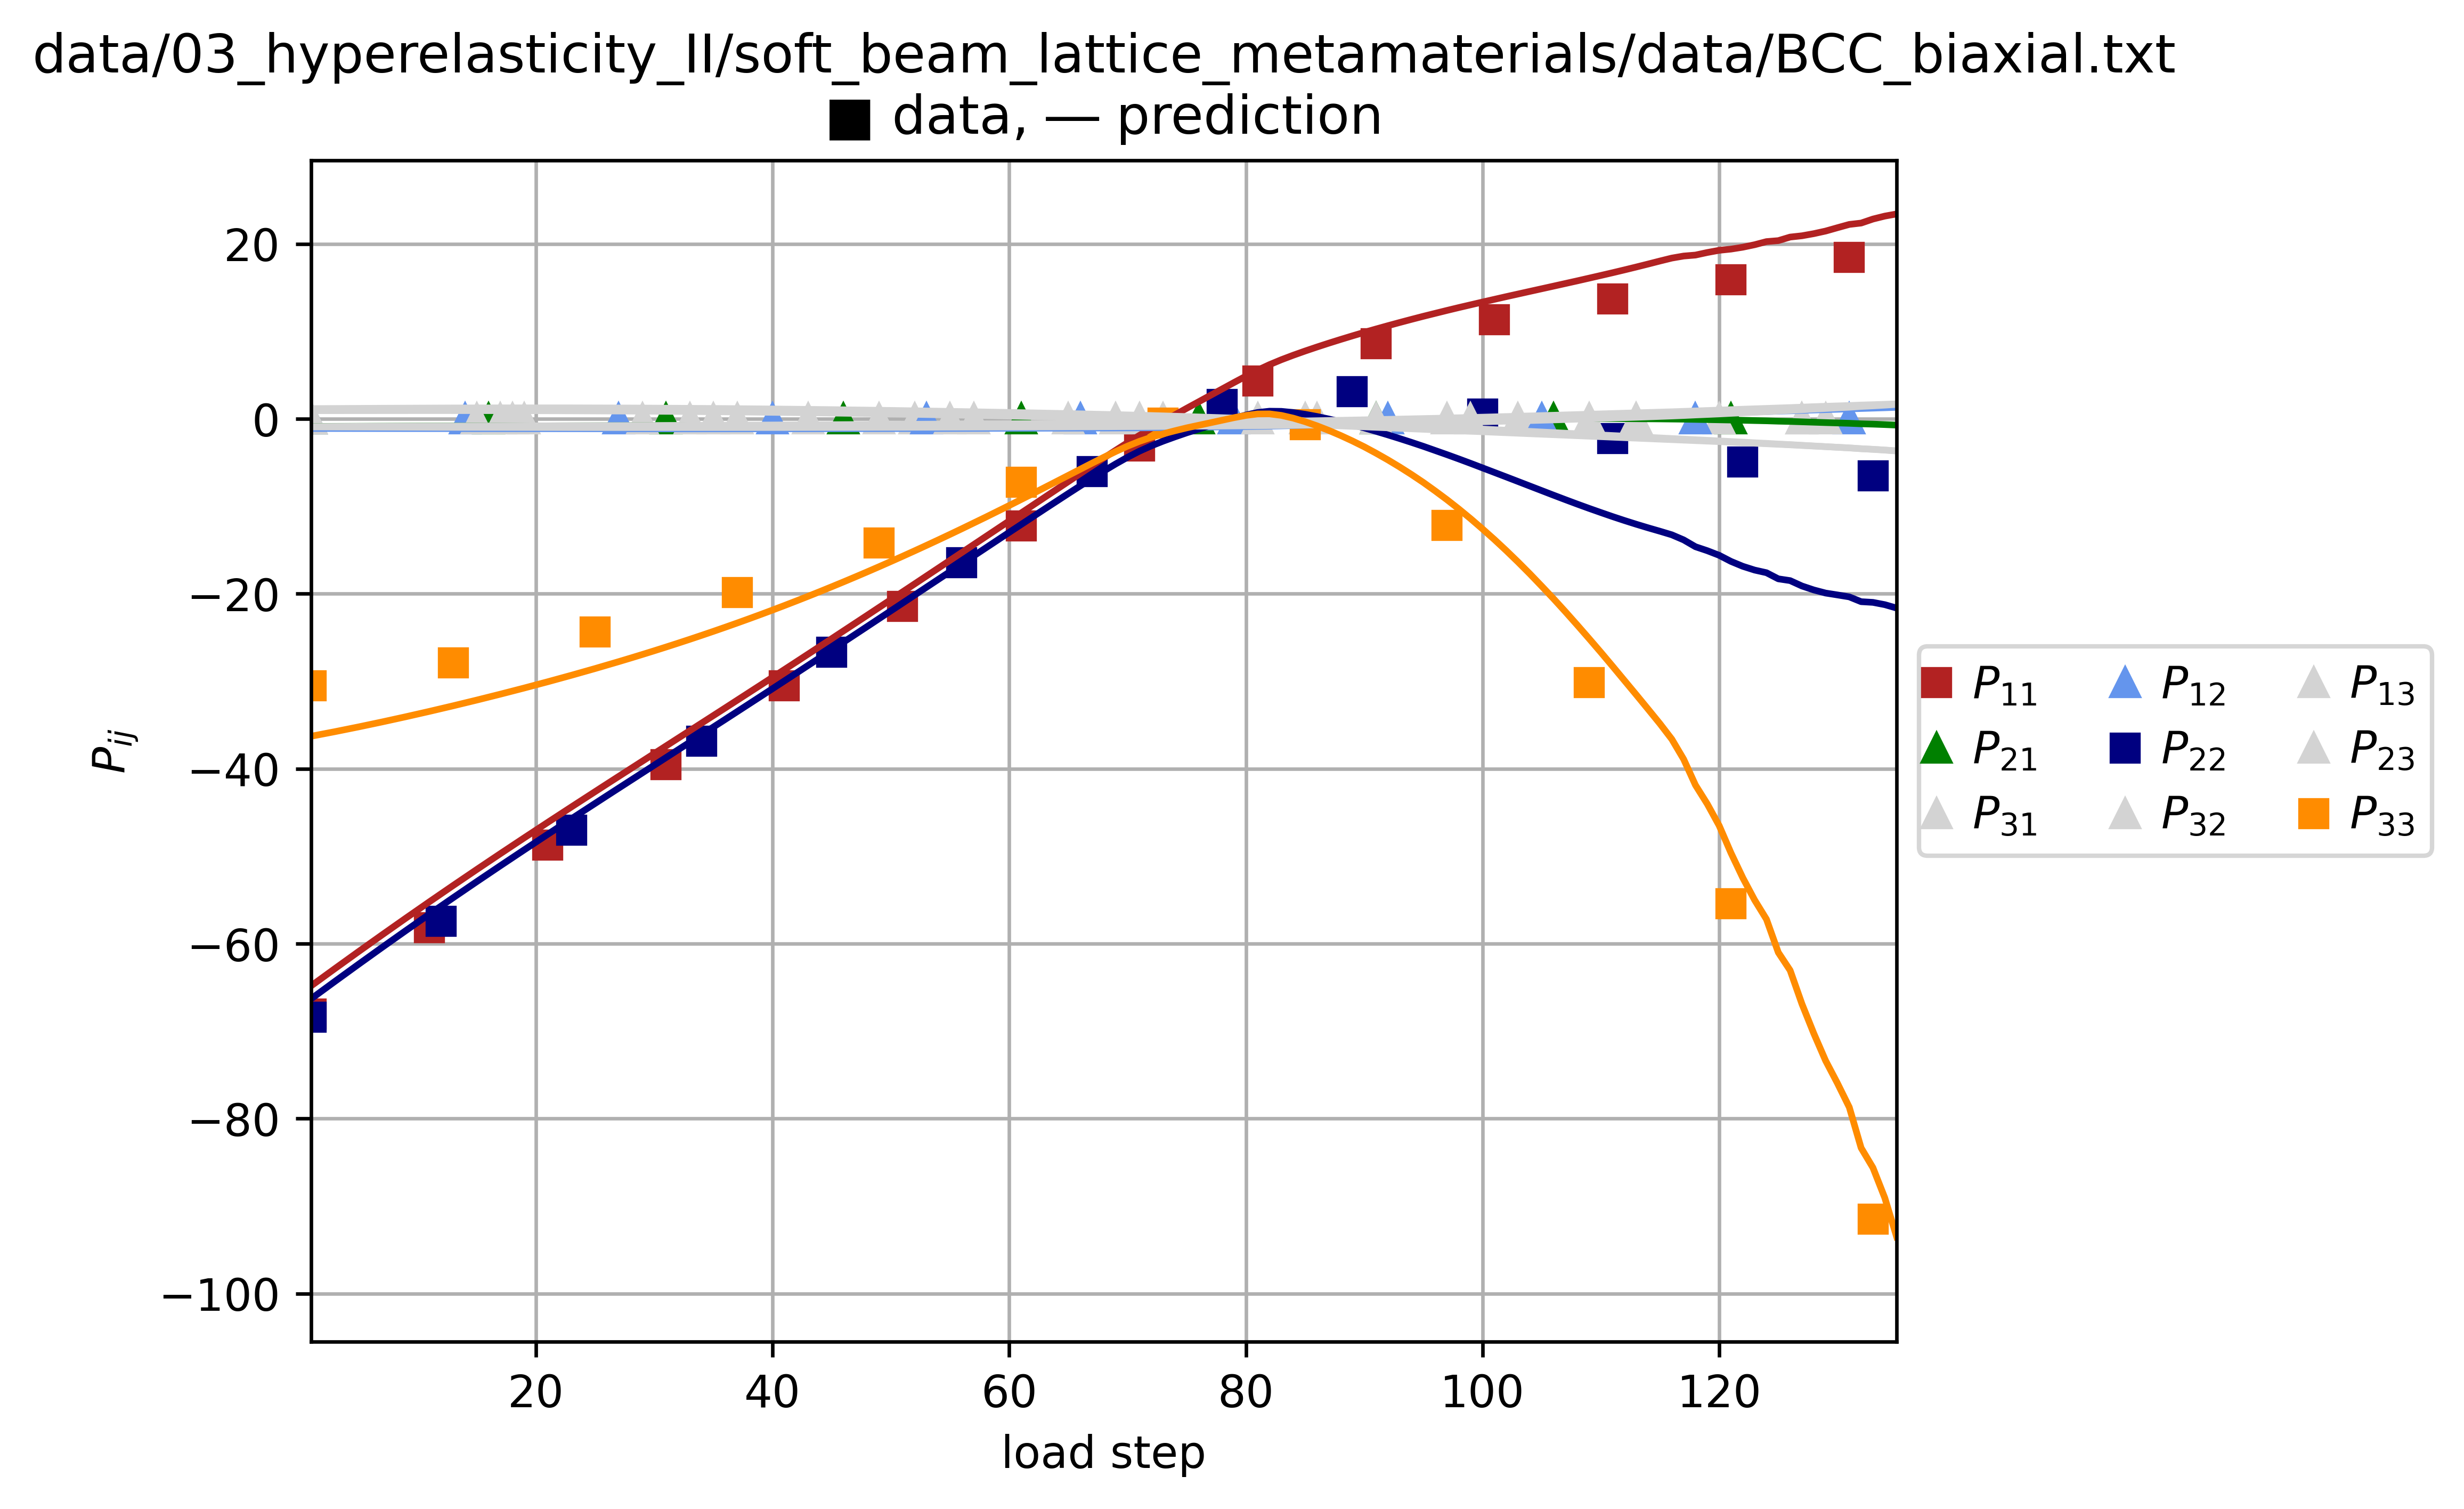 data/03_hyperelasticity_II/soft_beam_lattice_metamaterials/data/BCC_biaxial.txt
■ data, — prediction
20
0
−20
−40
−60
−80
−100
P_ij
20 40 60 80 100 120
load step
P_11 P_12 P_13
P_21 P_22 P_23
P_31 P_32 P_33